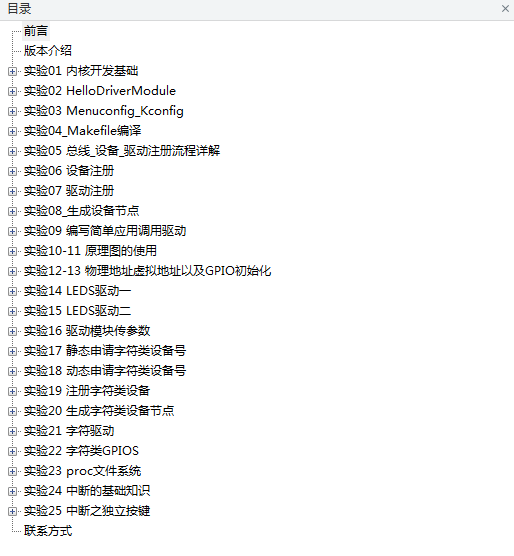 目录
前言
版本介绍
实验01 内核开发基础
实验02 HelloDriverModule
实验03 Menuconfig_Kconfig
实验04_Makefile编译
实验05 总线_设备_驱动注册流程详解
实验06 设备注册
实验07 驱动注册
实验08_生成设备节点
实验09 编写简单应用调用驱动
实验10-11 原理图的使用
实验12-13 物理地址虚拟地址以及GPIO初始化
实验14 LEDS驱动一
实验15 LEDS驱动二
实验16 驱动模块传参数
实验17 静态申请字符类设备号
实验18 动态申请字符类设备号
实验19 注册字符类设备
实验20 生成字符类设备节点
实验21 字符驱动
实验22 字符类GPIOS
实验23 proc文件系统
实验24 中断的基础知识
实验25 中断之独立按键
联系方式